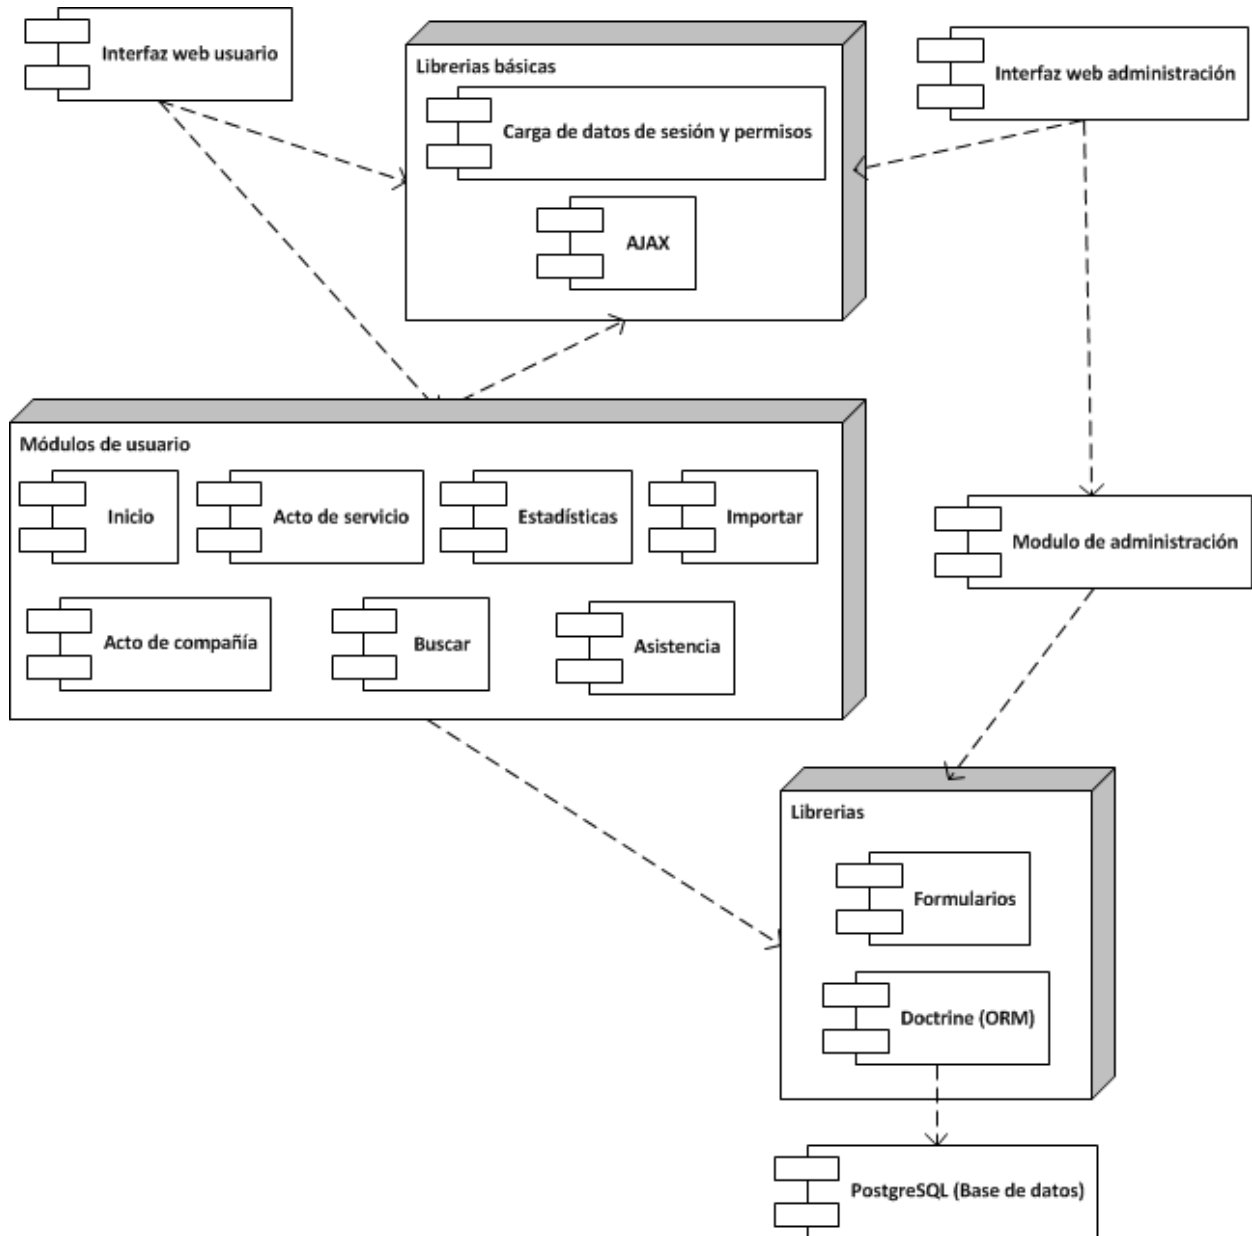 Interfaz web usuario
Librerias básicas
Carga de datos de sesión y permisos
AJAX
Interfaz web administración
Módulos de usuario
Inicio
Acto de servicio
Estadísticas
Importar
Acto de compañía
Buscar
Asistencia
Modulo de administración
Librerias
Formularios
Doctrine (ORM)
PostgreSQL (Base de datos)